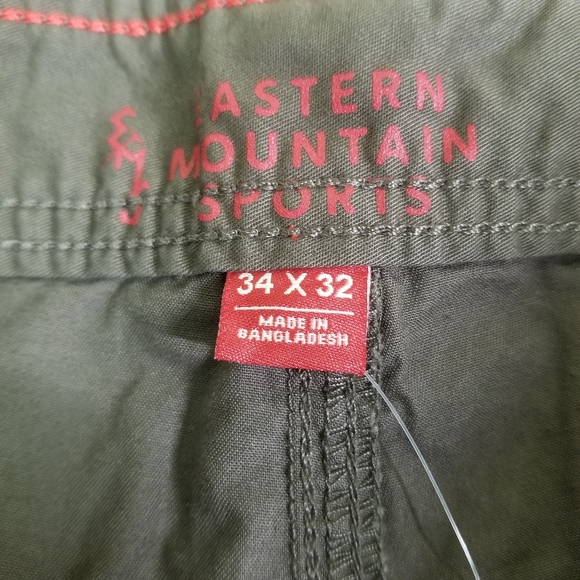 EASTERN
MOUNTAIN
SPORTS
34 X 32
MADE IN
BANGLADESH